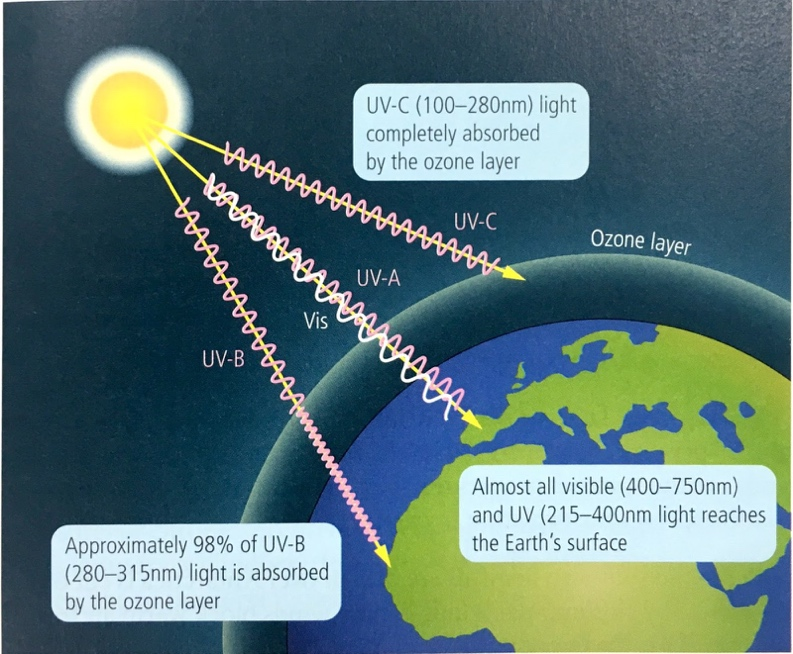 UV-C (100–280nm) light
completely absorbed
by the ozone layer
UV-C
Ozone layer
UV-A
Vis
UV-B
Almost all visible (400–750nm)
and UV (215–400nm light reaches
the Earth's surface
Approximately 98% of UV-B
(280–315nm) light is absorbed
by the ozone layer